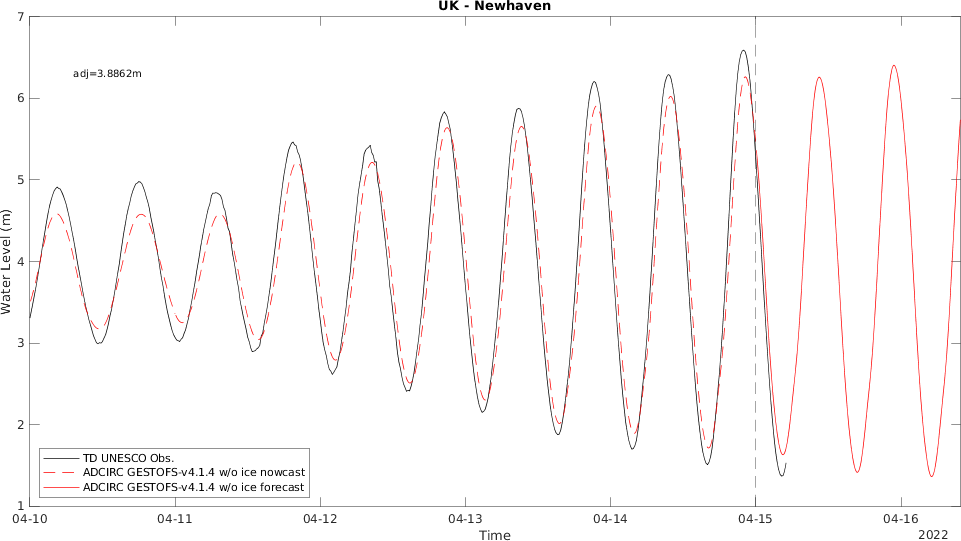 UK - Newhaven
adj=3.8862m
7
6
5
4
3
2
1
Water Level (m)
TD UNESCO Obs.
ADCIRC GESTOFS-v4.1.4 w/o ice nowcast
ADCIRC GESTOFS-v4.1.4 w/o ice forecast
04-10 04-11 04-12 04-13 04-14 04-15 04-16
Time
2022